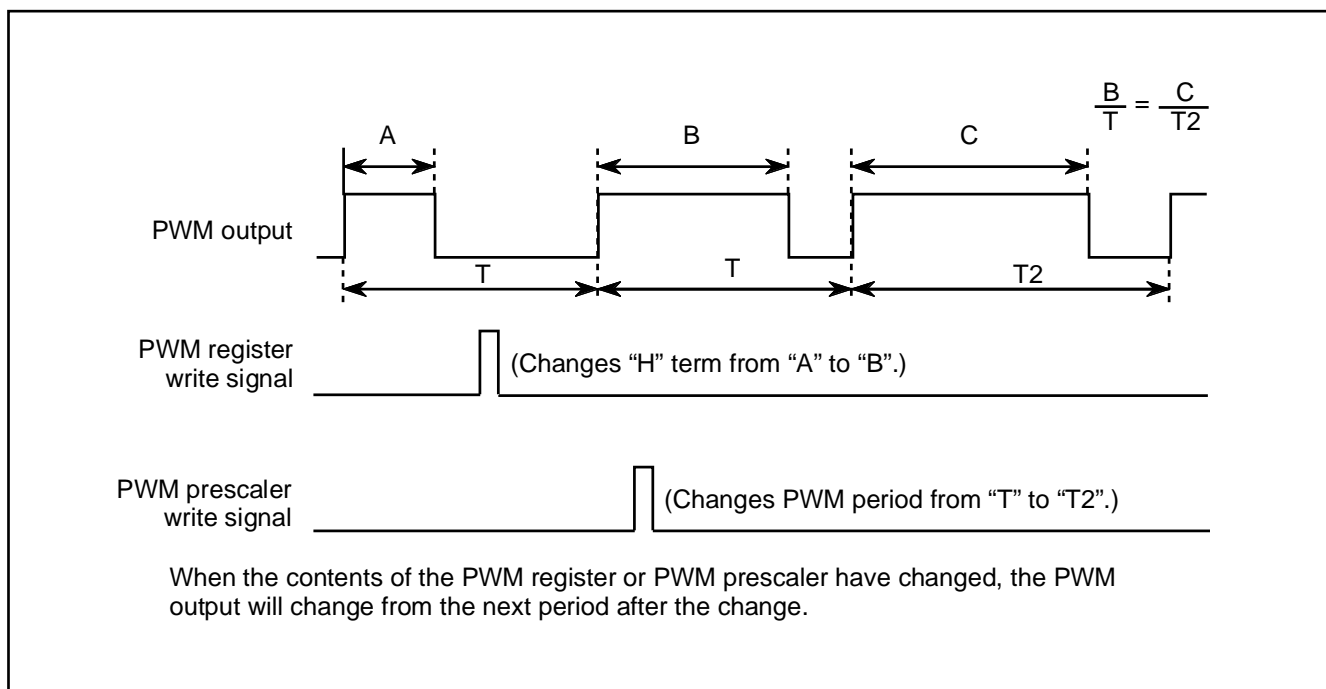 B
T
=
C
T2
A
B
C
PWM output
T
T
T2
PWM register
write signal
(Changes “H” term from “A” to “B”.)
PWM prescaler
write signal
(Changes PWM period from “T” to “T2”.)
When the contents of the PWM register or PWM prescaler have changed, the PWM
output will change from the next period after the change.